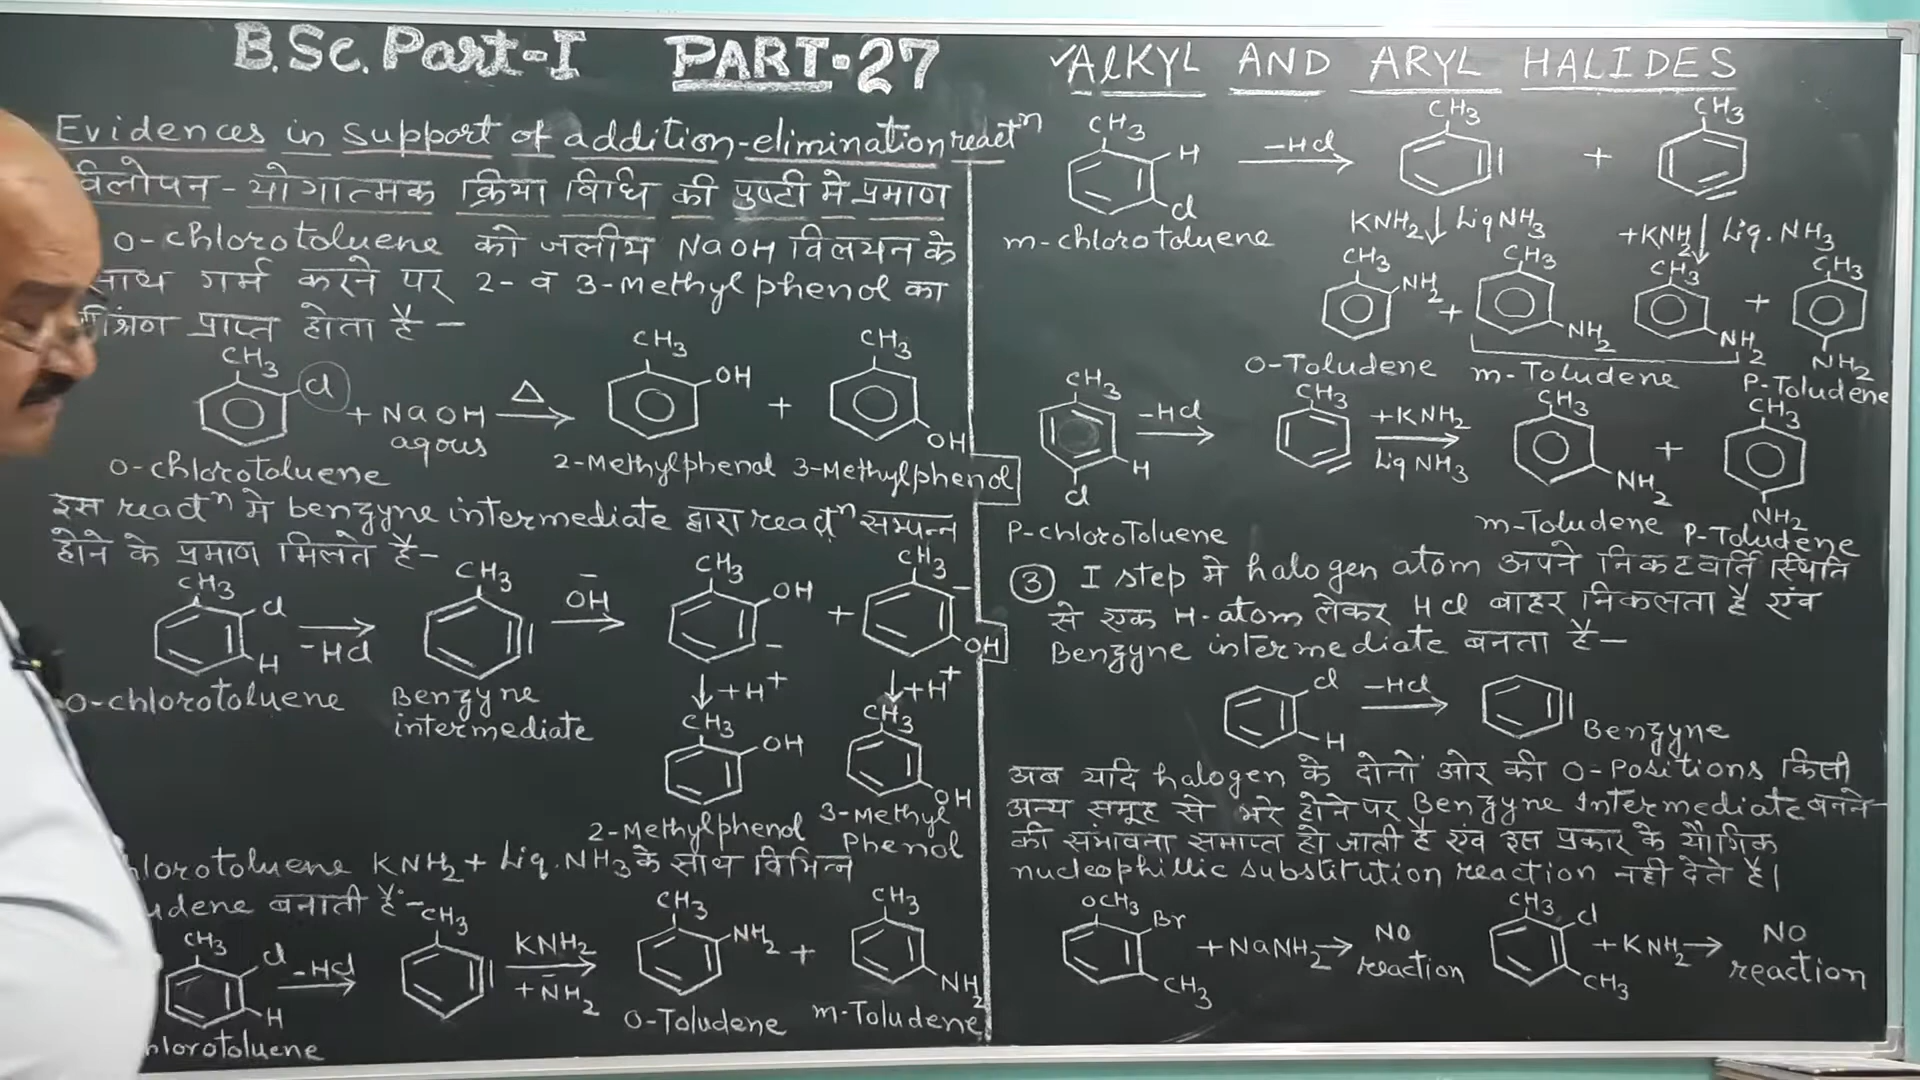 B.Sc. Part-I PART-27
Evidences in support of addition-elimination reactⁿ
विलोपन - योगात्मक क्रिया विधि की पुष्टी मे प्रमाण
o-chlorotoluene को जलीय NaOH विलयन के
साथ गर्म करने पर 2- व 3-Methyl phenol का
प्राप्त होता है -
CH3 CH3 CH3
Cl + NaOH △ OH + OH
aqous
o-chlorotoluene 2-Methylphenol 3-Methylphenol
इस reactⁿ मे benzyne intermediate द्वारा reactⁿ सम्पन्न
होने के प्रमाण मिलते है-
CH3 CH3 CH3 CH3
Cl H -HCl ŌH OH - + - OH
o-chlorotoluene Benzyne intermediate
+H⁺ +H⁺
CH3 OH CH3 OH
2-Methylphenol 3-Methyl Phenol
hlorotoluene KNH2 + Liq. NH3 के साथ विभिन्न
udene बनाती है:-
CH3 CH3 CH3 CH3
Cl H -HCl KNH2 +N̄H2 NH2 + NH2
hlorotoluene o-Toludene m-Toludene
✓AlKYL AND ARYL HALIDES
CH3 CH3 CH3
H Cl -HCl +
m-chlorotoluene KNH2 Liq NH3 +KNH2 Liq. NH3
CH3 CH3 CH3 CH3
NH2 + NH2 NH2 + NH2
o-Toludene m-Toludene P-Toludene
CH3 CH3 CH3 CH3
H Cl -HCl +KNH2 Liq NH3 NH2 + NH2
P-chloroToluene m-Toludene P-Toludene
③ I step मे halogen atom अपने निकटवर्ति स्थिति
से एक H-atom लेकर HCl बाहर निकलता है एंव
Benzyne intermediate बनता है-
Cl H -HCl Benzyne
अब यदि halogen के दोनों ओर की O-Positions किसी
अन्य समूह से भरे होने पर Benzyne Intermediate बनने-
की संभावना समाप्त हो जाती है एंव इस प्रकार के यौगिक
nucleophillic substitution reaction नही देते है।
OCH3 Br CH3 + NaNH2 → NO reaction CH3 Cl CH3 + KNH2 → NO reaction